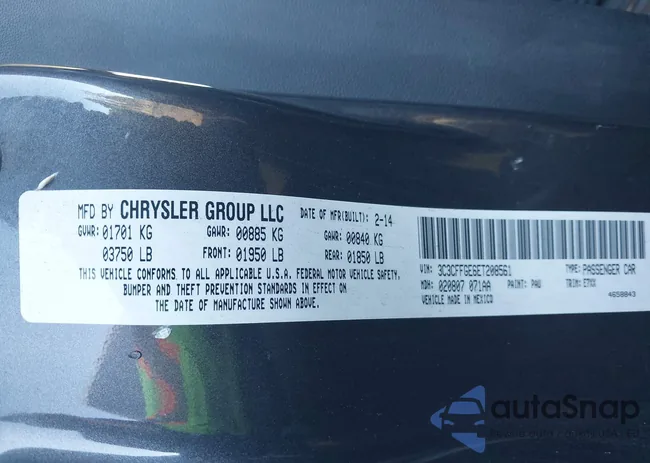 MFD BY CHRYSLER GROUP LLC
DATE OF MFR(BUILT): 2-14
GVWR: 01701 KG
GAWR: 00885 KG
GAWR: 00840 KG
03750 LB
FRONT: 01950 LB
REAR: 01850 LB
THIS VEHICLE CONFORMS TO ALL APPLICABLE U.S.A. FEDERAL MOTOR VEHICLE SAFETY,
BUMPER AND THEFT PREVENTION STANDARDS IN EFFECT ON
THE DATE OF MANUFACTURE SHOWN ABOVE.
VIN: 3C3CFFGE6ET208561
TYPE: PASSENGER CAR
MDH: 020807 071AA
PAINT: PAU
TRIM: ETXX
VEHICLE MADE IN MEXICO
4658843
autaSnap